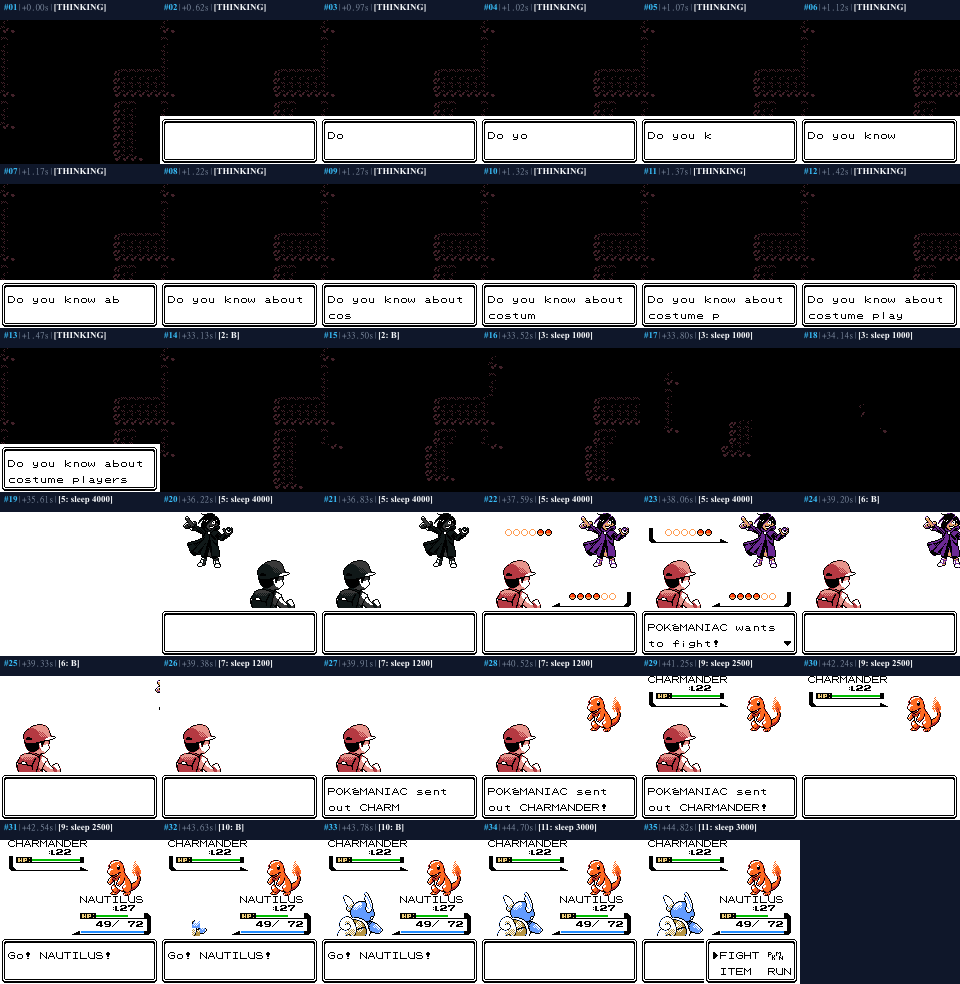 #01|+0.00s|[THINKING]
#02|+0.62s|[THINKING]
#03|+0.97s|[THINKING]
#04|+1.02s|[THINKING]
#05|+1.07s|[THINKING]
#06|+1.12s|[THINKING]
Do
Do yo
Do you k
Do you know
#07|+1.17s|[THINKING]
#08|+1.22s|[THINKING]
#09|+1.27s|[THINKING]
#10|+1.32s|[THINKING]
#11|+1.37s|[THINKING]
#12|+1.42s|[THINKING]
Do you know ab
Do you know about
Do you know about
cos
Do you know about
costum
Do you know about
costume p
Do you know about
costume play
#13|+1.47s|[THINKING]
#14|+33.13s|[2: B]
#15|+33.50s|[2: B]
#16|+33.52s|[3: sleep 1000]
#17|+33.80s|[3: sleep 1000]
#18|+34.14s|[3: sleep 1000]
Do you know about
costume players
#19|+35.61s|[5: sleep 4000]
#20|+36.22s|[5: sleep 4000]
#21|+36.83s|[5: sleep 4000]
#22|+37.59s|[5: sleep 4000]
#23|+38.06s|[5: sleep 4000]
#24|+39.20s|[6: B]
POKéMANIAC wants
to fight!
#25|+39.33s|[6: B]
#26|+39.38s|[7: sleep 1200]
#27|+39.91s|[7: sleep 1200]
#28|+40.52s|[7: sleep 1200]
#29|+41.25s|[9: sleep 2500]
#30|+42.24s|[9: sleep 2500]
POKéMANIAC sent
out CHARM
POKéMANIAC sent
out CHARMANDER!
CHARMANDER
:L22
HP:
POKéMANIAC sent
out CHARMANDER!
CHARMANDER
:L22
HP:
#31|+42.54s|[9: sleep 2500]
#32|+43.63s|[10: B]
#33|+43.78s|[10: B]
#34|+44.70s|[11: sleep 3000]
#35|+44.82s|[11: sleep 3000]
CHARMANDER
:L22
HP:
NAUTILUS
:L27
HP:
49/ 72
Go! NAUTILUS!
CHARMANDER
:L22
HP:
NAUTILUS
:L27
HP:
49/ 72
Go! NAUTILUS!
CHARMANDER
:L22
HP:
NAUTILUS
:L27
HP:
49/ 72
Go! NAUTILUS!
CHARMANDER
:L22
HP:
NAUTILUS
:L27
HP:
49/ 72
CHARMANDER
:L22
HP:
NAUTILUS
:L27
HP:
49/ 72
FIGHT PKMN
ITEM RUN